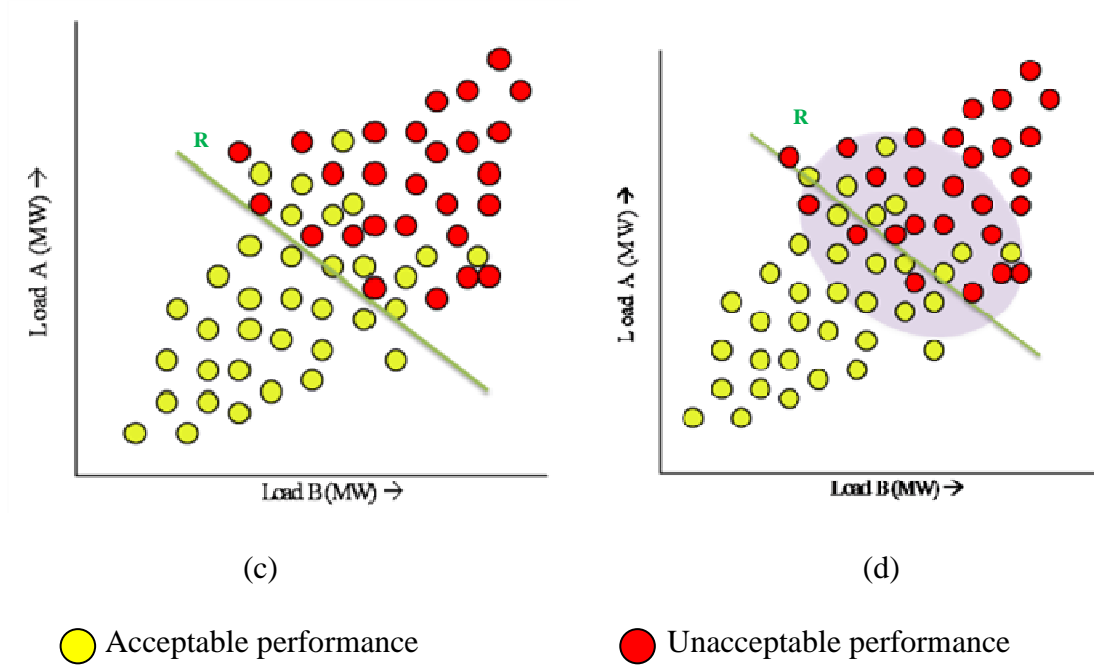 R
Load A (MW) →
Load B (MW) →
(c)
R
Load A (MW) →
Load B (MW) →
(d)
Acceptable performance
Unacceptable performance